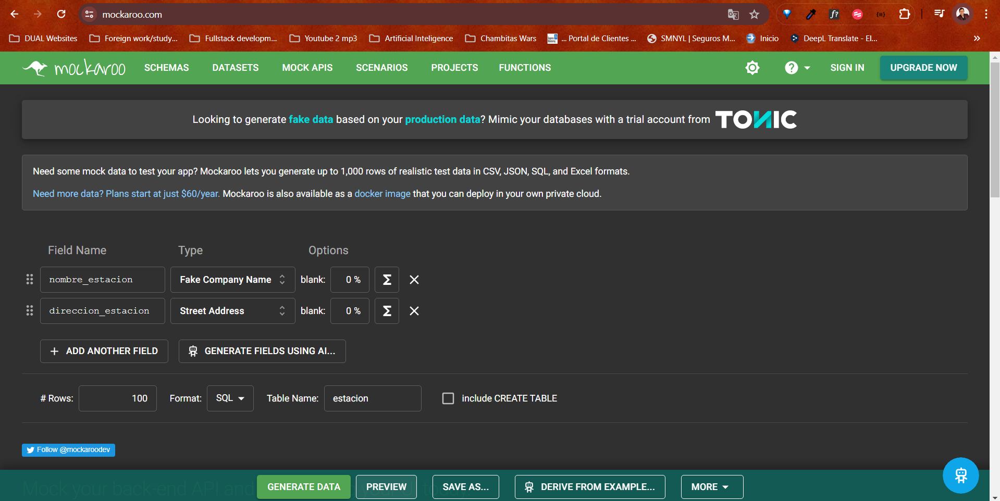 mockaroo.com
DUAL Websites Foreign work/study... Fullstack developm... Youtube 2 mp3 Artificial Inteligence Chambitas Wars ... Portal de Clientes ... SMNYL | Seguros M... Inicio DeepL Translate - El...
mockaroo SCHEMAS DATASETS MOCK APIS SCENARIOS PROJECTS FUNCTIONS SIGN IN UPGRADE NOW
Looking to generate fake data based on your production data? Mimic your databases with a trial account from TONIC
Need some mock data to test your app? Mockaroo lets you generate up to 1,000 rows of realistic test data in CSV, JSON, SQL, and Excel formats.
Need more data? Plans start at just $60/year. Mockaroo is also available as a docker image that you can deploy in your own private cloud.
Field Name Type Options
nombre_estacion Fake Company Name blank: 0 % Σ
direccion_estacion Street Address blank: 0 % Σ
+ ADD ANOTHER FIELD GENERATE FIELDS USING AI...
# Rows: 100 Format: SQL Table Name: estacion include CREATE TABLE
Follow @mockaroodev
Mock your back-end API and
GENERATE DATA PREVIEW SAVE AS... DERIVE FROM EXAMPLE... MORE